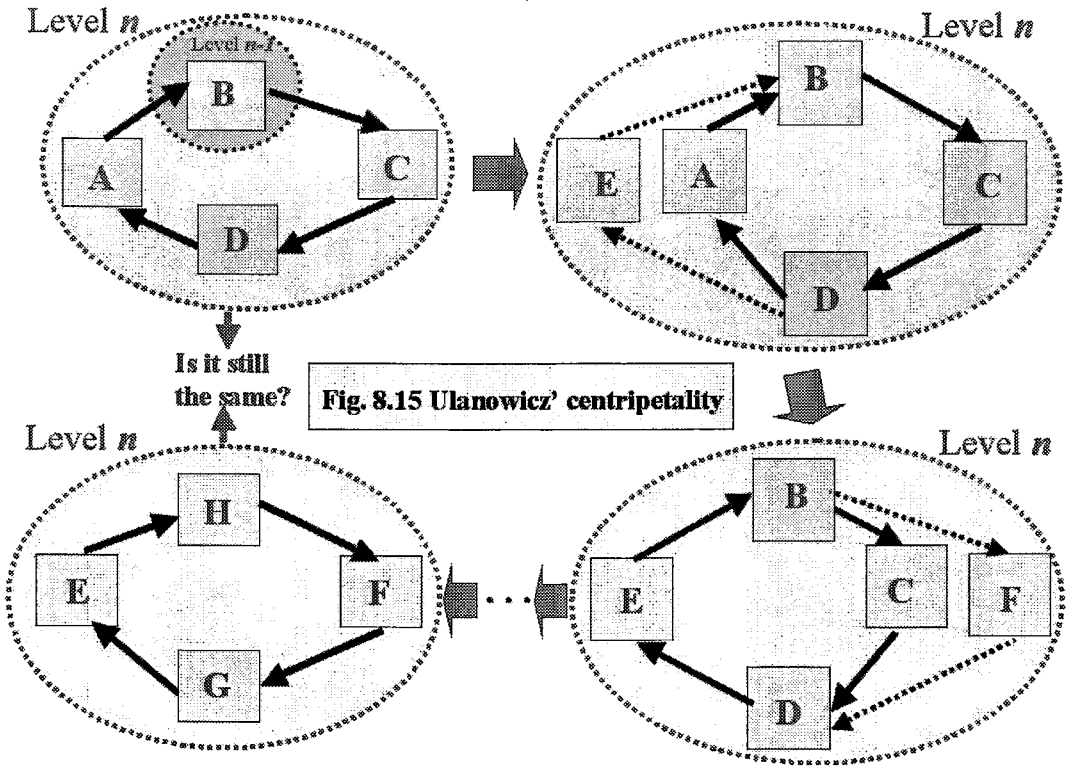 Level n
Level n-1
B
A
C
D
Level n
B
E
A
C
D
Is it still
the same?
Fig. 8.15 Ulanowicz’ centripetality
Level n
H
E
F
G
Level n
B
E
C
F
D